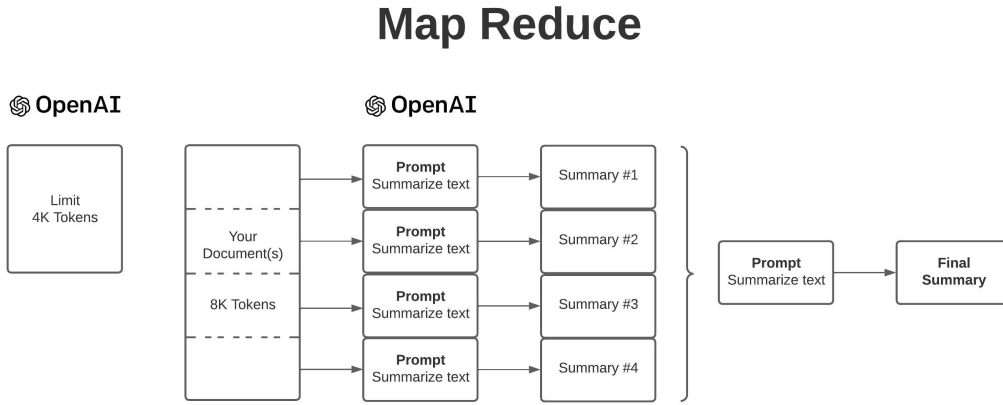 Map Reduce
OpenAI
OpenAI
Limit
4K Tokens
Your
Document(s)
8K Tokens
Prompt
Summarize text
Summary #1
Prompt
Summarize text
Summary #2
Prompt
Summarize text
Summary #3
Prompt
Summarize text
Summary #4
Prompt
Summarize text
Final
Summary